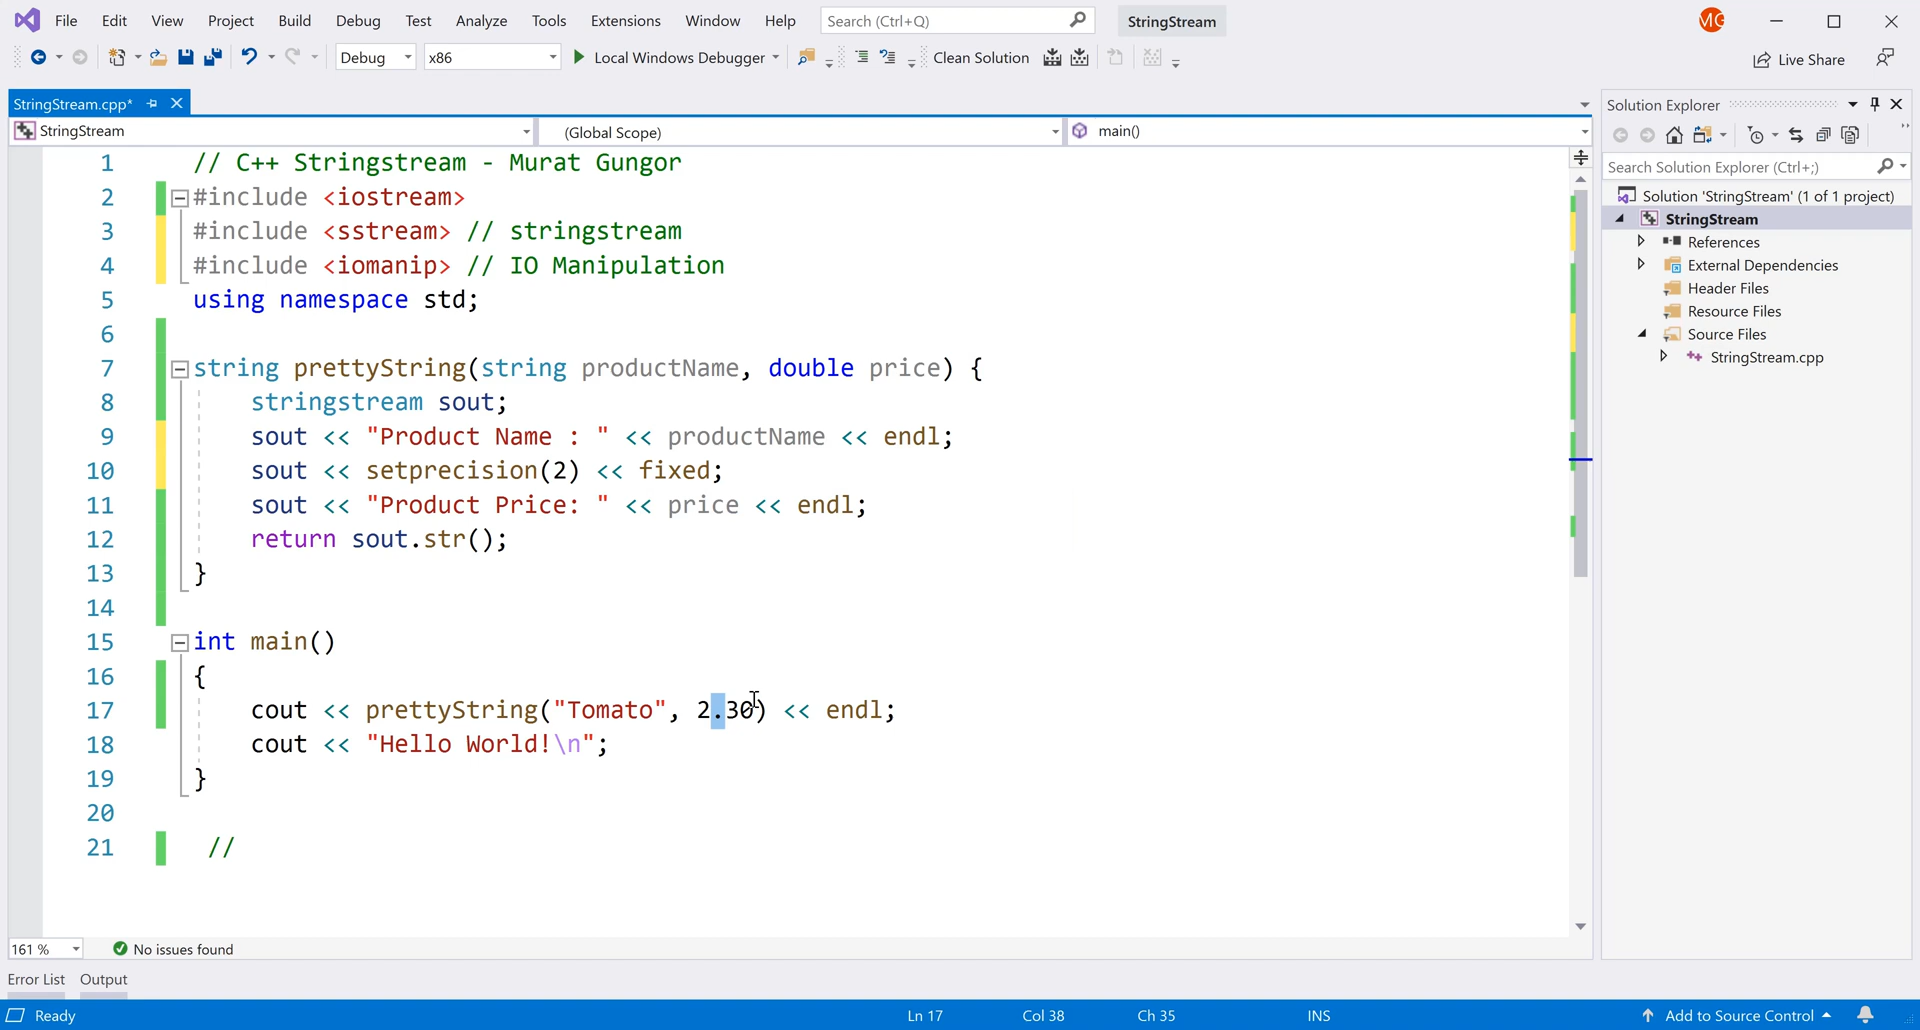 File Edit View Project Build Debug Test Analyze Tools Extensions Window Help Search (Ctrl+Q) StringStream MG
Debug x86 Local Windows Debugger Clean Solution Live Share
StringStream.cpp*
StringStream (Global Scope) main()
1 // C++ Stringstream - Murat Gungor
2 #include <iostream>
3 #include <sstream> // stringstream
4 #include <iomanip> // IO Manipulation
5 using namespace std;
6
7 string prettyString(string productName, double price) {
8 stringstream sout;
9 sout << "Product Name : " << productName << endl;
10 sout << setprecision(2) << fixed;
11 sout << "Product Price: " << price << endl;
12 return sout.str();
13 }
14
15 int main()
16 {
17 cout << prettyString("Tomato", 2.30) << endl;
18 cout << "Hello World!\n";
19 }
20
21 //
161 % No issues found
Error List Output
Ready Ln 17 Col 38 Ch 35 INS Add to Source Control
Solution Explorer
Search Solution Explorer (Ctrl+;)
Solution 'StringStream' (1 of 1 project)
StringStream
References
External Dependencies
Header Files
Resource Files
Source Files
StringStream.cpp